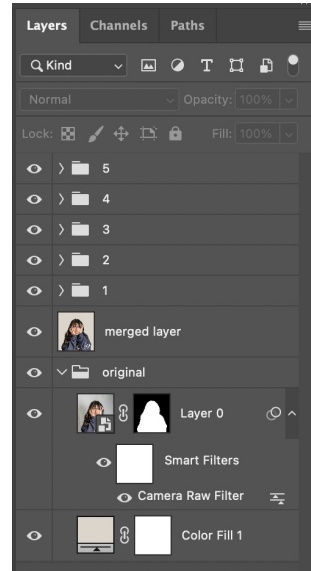 Layers Channels Paths
Kind
Normal Opacity: 100%
Lock: Fill: 100%
5
4
3
2
1
merged layer
original
Layer 0
Smart Filters
Camera Raw Filter
Color Fill 1